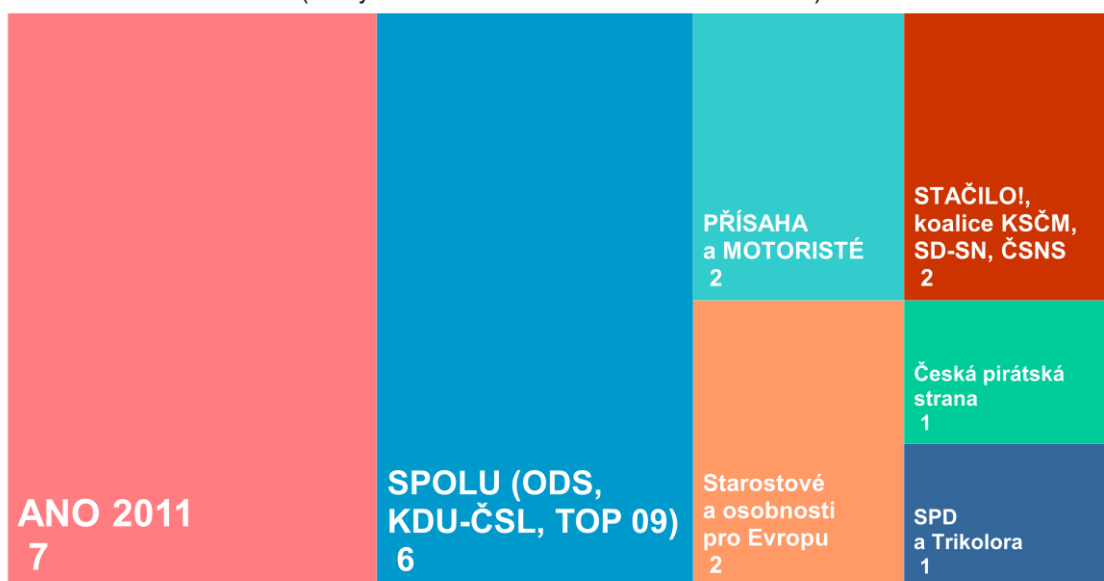 ANO 2011
7
SPOLU (ODS,
KDU-ČSL, TOP 09)
6
PŘÍSAHA
a MOTORISTÉ
2
Starostové
a osobnosti
pro Evropu
2
STAČILO!,
koalice KSČM,
SD-SN, ČSNS
2
Česká pirátská
strana
1
SPD
a Trikolora
1